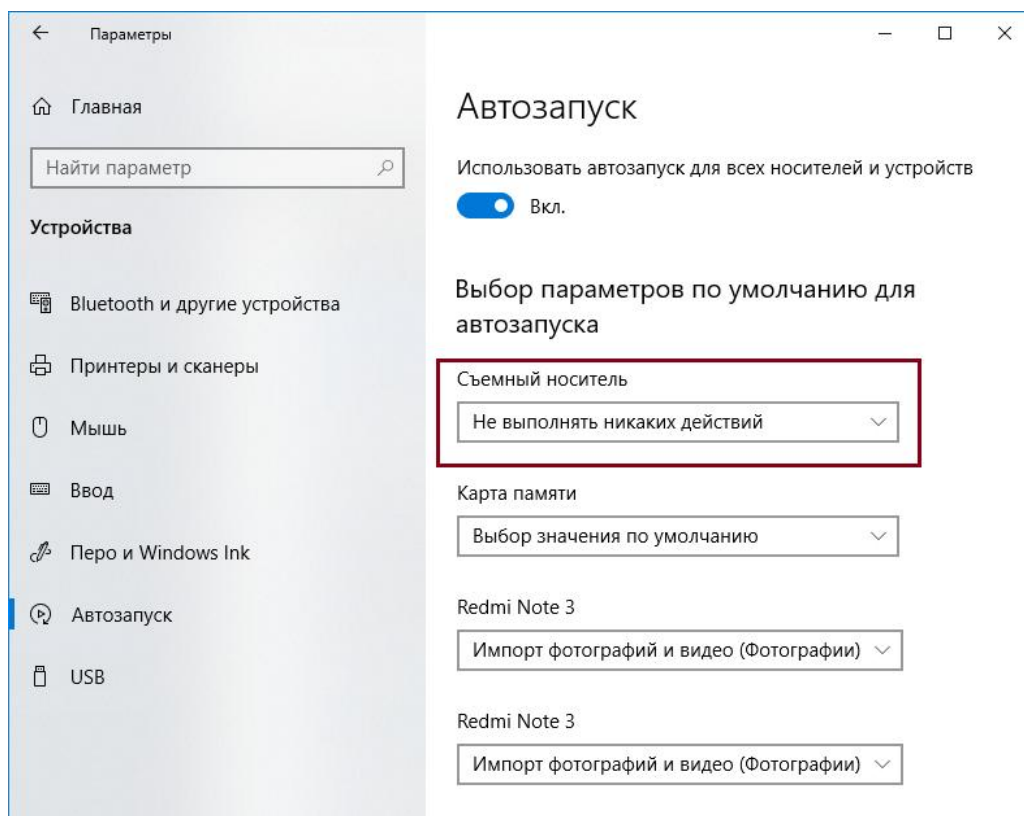 Параметры
Главная
Найти параметр
Устройства
Bluetooth и другие устройства
Принтеры и сканеры
Мышь
Ввод
Перо и Windows Ink
Автозапуск
USB
Автозапуск
Использовать автозапуск для всех носителей и устройств
Вкл.
Выбор параметров по умолчанию для
автозапуска
Съемный носитель
Не выполнять никаких действий
Карта памяти
Выбор значения по умолчанию
Redmi Note 3
Импорт фотографий и видео (Фотографии)
Redmi Note 3
Импорт фотографий и видео (Фотографии)